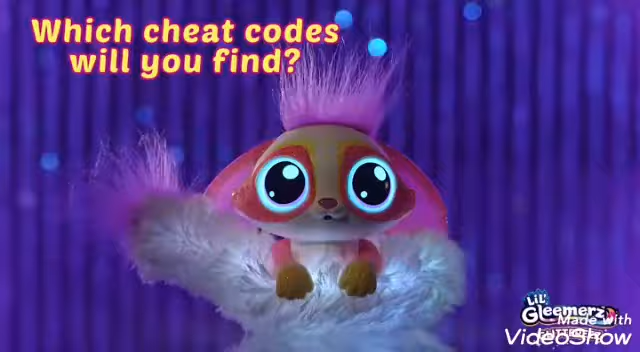 Which cheat codes
will you find?
Lil'
Gleemerz
Made with
VideoShow